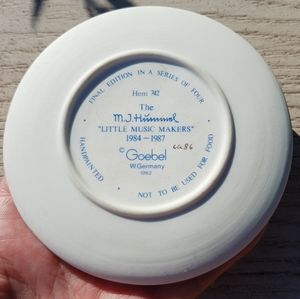 FINAL EDITION IN A SERIES OF FOUR
Hum 742
The
M.J. Hummel
"LITTLE MUSIC MAKERS"
1984 — 1987
© Goebel
W. Germany
1982
HANDPAINTED • NOT TO BE USED FOR FOOD •